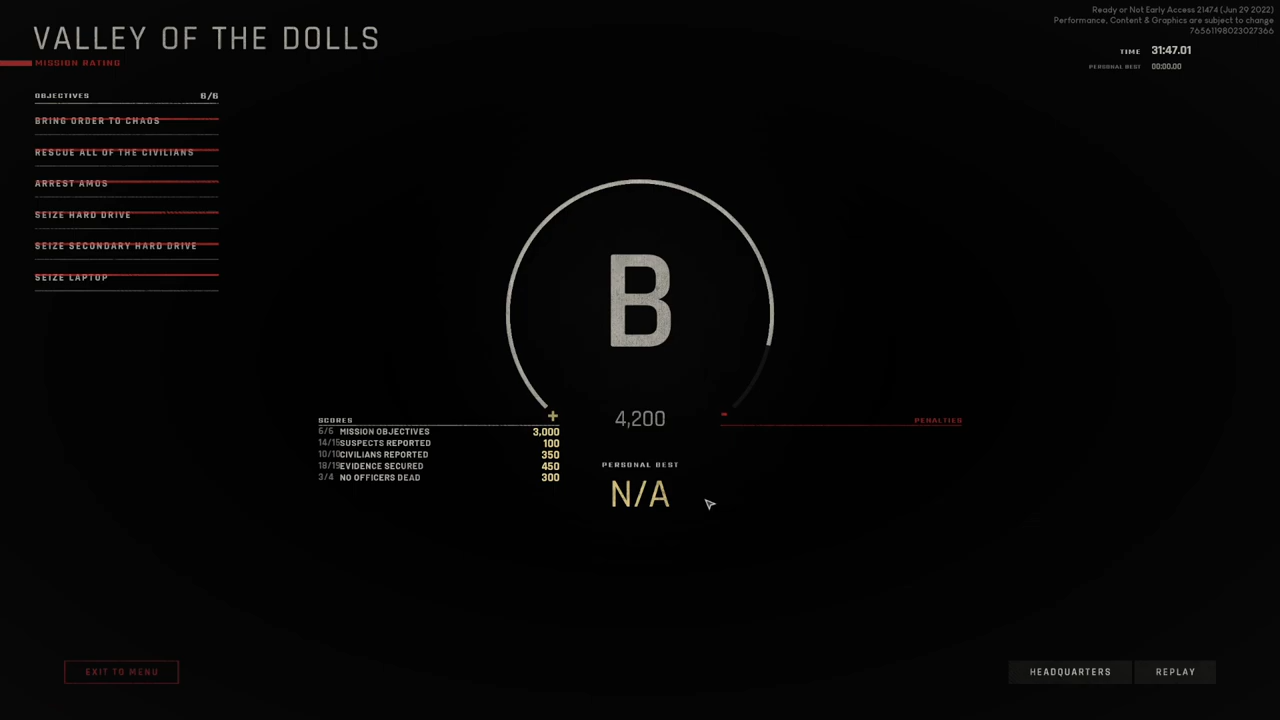 VALLEY OF THE DOLLS
MISSION RATING
Ready or Not Early Access 21474 (Jun 29 2022)
Performance, Content & Graphics are subject to change
76561198023027366
TIME 31:47.01
PERSONAL BEST 00:00.00
OBJECTIVES 6/6
BRING ORDER TO CHAOS
RESCUE ALL OF THE CIVILIANS
ARREST AMOS
SEIZE HARD DRIVE
SEIZE SECONDARY HARD DRIVE
SEIZE LAPTOP
B
4,200
SCORES +
6/6 MISSION OBJECTIVES 3,000
14/15 SUSPECTS REPORTED 100
10/10 CIVILIANS REPORTED 350
18/19 EVIDENCE SECURED 450
3/4 NO OFFICERS DEAD 300
- PENALTIES
PERSONAL BEST
N/A
EXIT TO MENU
HEADQUARTERS
REPLAY